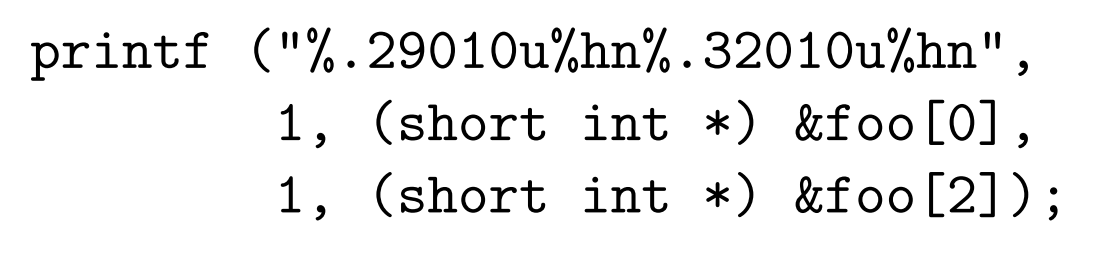 printf ("%.29010u%hn%.32010u%hn",
        1, (short int *) &foo[0],
        1, (short int *) &foo[2]);